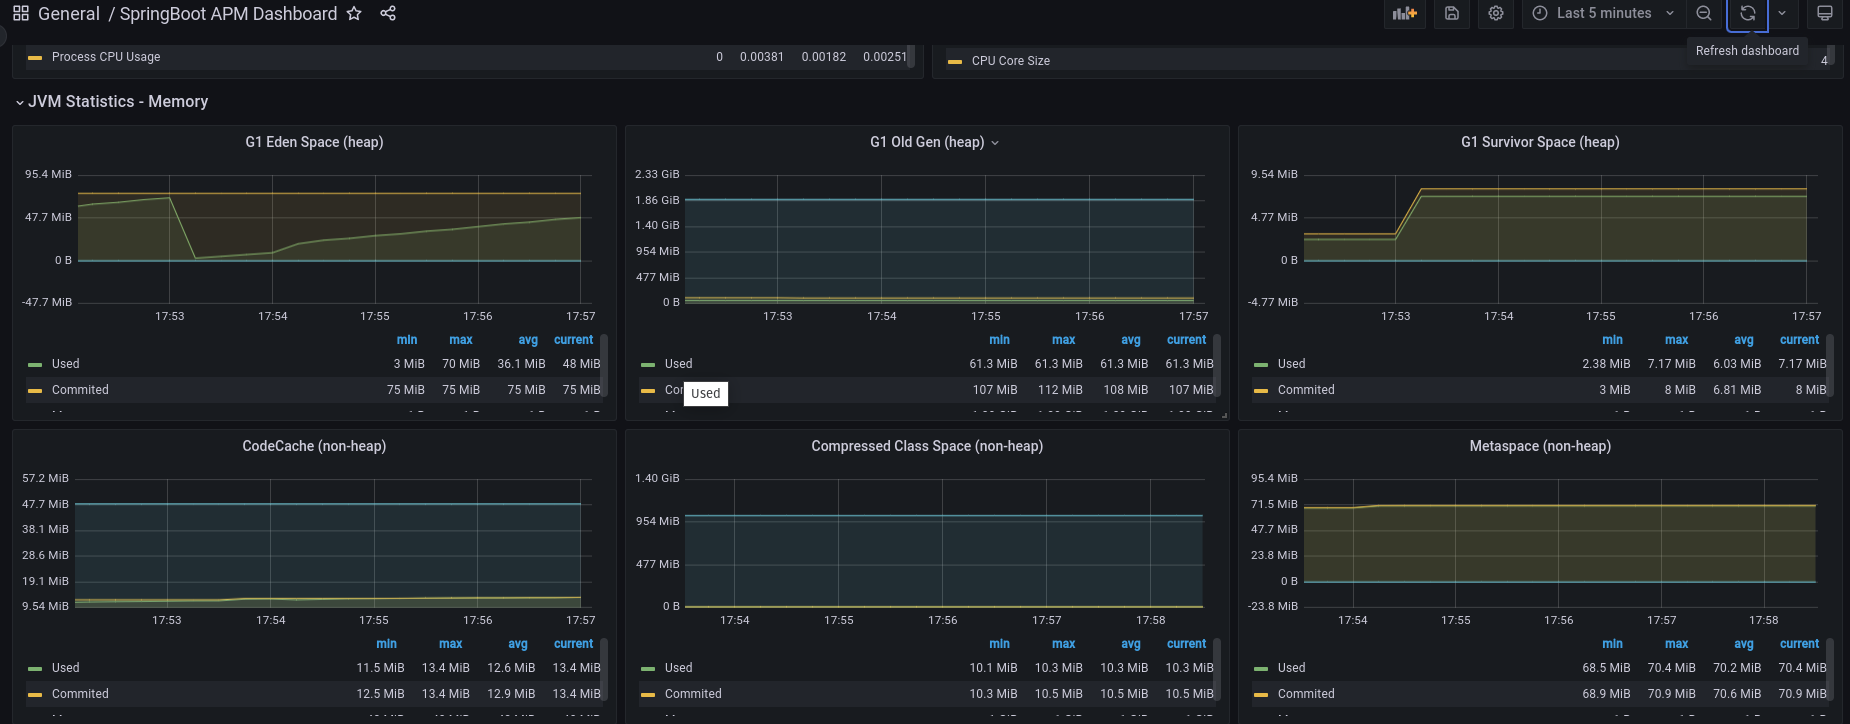 General / SpringBoot APM Dashboard
Last 5 minutes
Refresh dashboard
Process CPU Usage 0 0.00381 0.00182 0.00251
CPU Core Size 4
JVM Statistics - Memory
G1 Eden Space (heap)
95.4 MiB
47.7 MiB
0 B
-47.7 MiB
17:53 17:54 17:55 17:56 17:57
min max avg current
Used 3 MiB 70 MiB 36.1 MiB 48 MiB
Commited 75 MiB 75 MiB 75 MiB 75 MiB
G1 Old Gen (heap)
2.33 GiB
1.86 GiB
1.40 GiB
954 MiB
477 MiB
0 B
17:53 17:54 17:55 17:56 17:57
min max avg current
Used 61.3 MiB 61.3 MiB 61.3 MiB 61.3 MiB
107 MiB 112 MiB 108 MiB 107 MiB
Used
G1 Survivor Space (heap)
9.54 MiB
4.77 MiB
0 B
-4.77 MiB
17:53 17:54 17:55 17:56 17:57
min max avg current
Used 2.38 MiB 7.17 MiB 6.03 MiB 7.17 MiB
Commited 3 MiB 8 MiB 6.81 MiB 8 MiB
CodeCache (non-heap)
57.2 MiB
47.7 MiB
38.1 MiB
28.6 MiB
19.1 MiB
9.54 MiB
17:53 17:54 17:55 17:56 17:57
min max avg current
Used 11.5 MiB 13.4 MiB 12.6 MiB 13.4 MiB
Commited 12.5 MiB 13.4 MiB 12.9 MiB 13.4 MiB
Compressed Class Space (non-heap)
1.40 GiB
954 MiB
477 MiB
0 B
17:54 17:55 17:56 17:57 17:58
min max avg current
Used 10.1 MiB 10.3 MiB 10.3 MiB 10.3 MiB
Commited 10.3 MiB 10.5 MiB 10.5 MiB 10.5 MiB
Metaspace (non-heap)
95.4 MiB
71.5 MiB
47.7 MiB
23.8 MiB
0 B
-23.8 MiB
17:54 17:55 17:56 17:57 17:58
min max avg current
Used 68.5 MiB 70.4 MiB 70.2 MiB 70.4 MiB
Commited 68.9 MiB 70.9 MiB 70.6 MiB 70.9 MiB